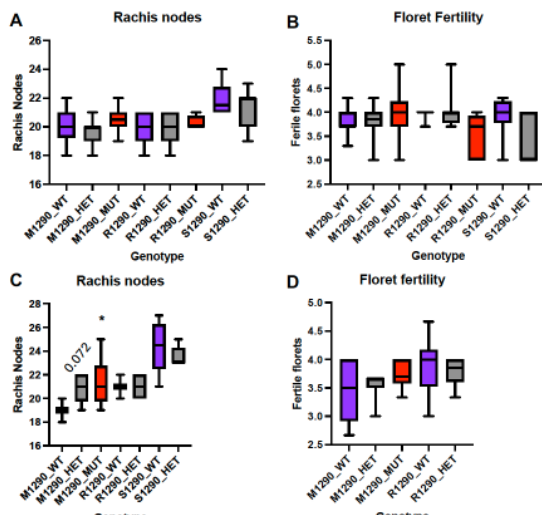 A
Rachis nodes
Rachis Nodes
26
24
22
20
18
16
M1290_WT
M1290_HET
M1290_MUT
R1290_WT
R1290_HET
R1290_MUT
S1290_WT
S1290_HET
Genotype
B
Floret Fertility
Ferile florets
5.5
5.0
4.5
4.0
3.5
3.0
2.5
M1290_WT
M1290_HET
M1290_MUT
R1290_WT
R1290_HET
R1290_MUT
S1290_WT
S1290_HET
Genotype
C
Rachis nodes
Rachis Nodes
28
26
24
22
20
18
16
0.072
*
M1290_WT
M1290_HET
M1290_MUT
R1290_WT
R1290_HET
S1290_WT
S1290_HET
Genotype
D
Floret fertility
Fertile florets
5.0
4.5
4.0
3.5
3.0
2.5
M1290_WT
M1290_HET
M1290_MUT
R1290_WT
R1290_HET
Genotype